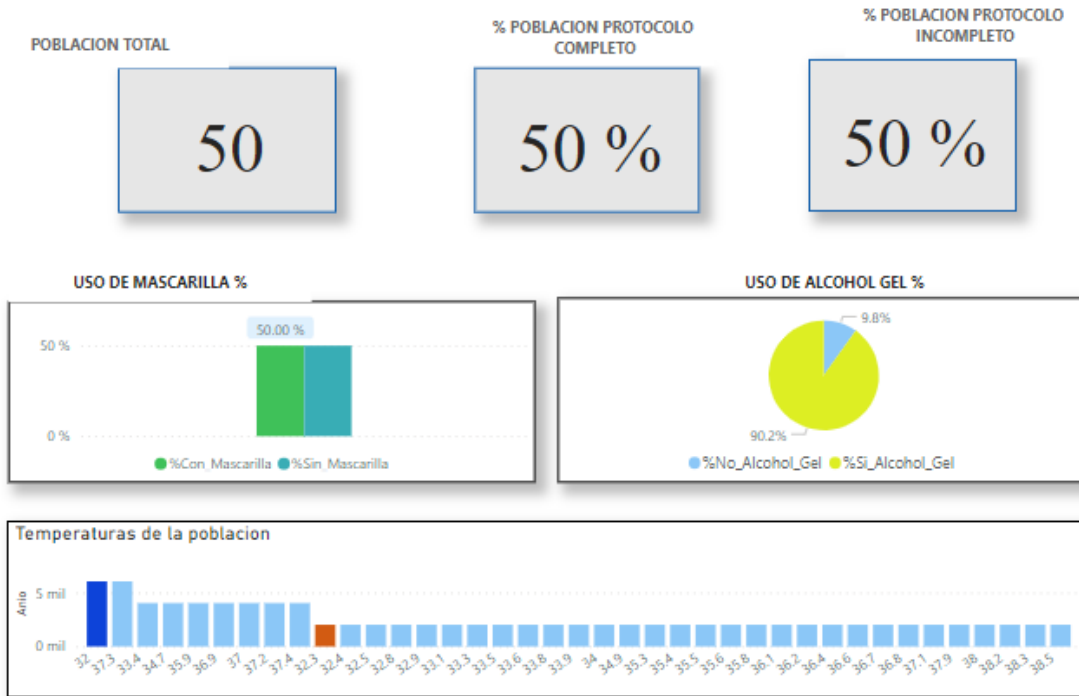 POBLACION TOTAL
50
% POBLACION PROTOCOLO
COMPLETO
50 %
% POBLACION PROTOCOLO
INCOMPLETO
50 %
USO DE MASCARILLA %
50.00 %
50 %
0 %
%Con_Mascarilla %Sin_Mascarilla
USO DE ALCOHOL GEL %
9.8%
90.2%
%No_Alcohol_Gel %Si_Alcohol_Gel
Temperaturas de la poblacion
Anio
5 mil
0 mil
32 37.3 33.4 34.7 35.9 36.9 37 37.2 37.4 32.3 32.4 32.5 32.8 32.9 33.1 33.3 33.5 33.6 33.8 33.9 34 34.9 35.3 35.4 35.5 35.6 35.8 36.1 36.2 36.4 36.6 36.7 36.8 37.1 37.9 38 38.2 38.3 38.5